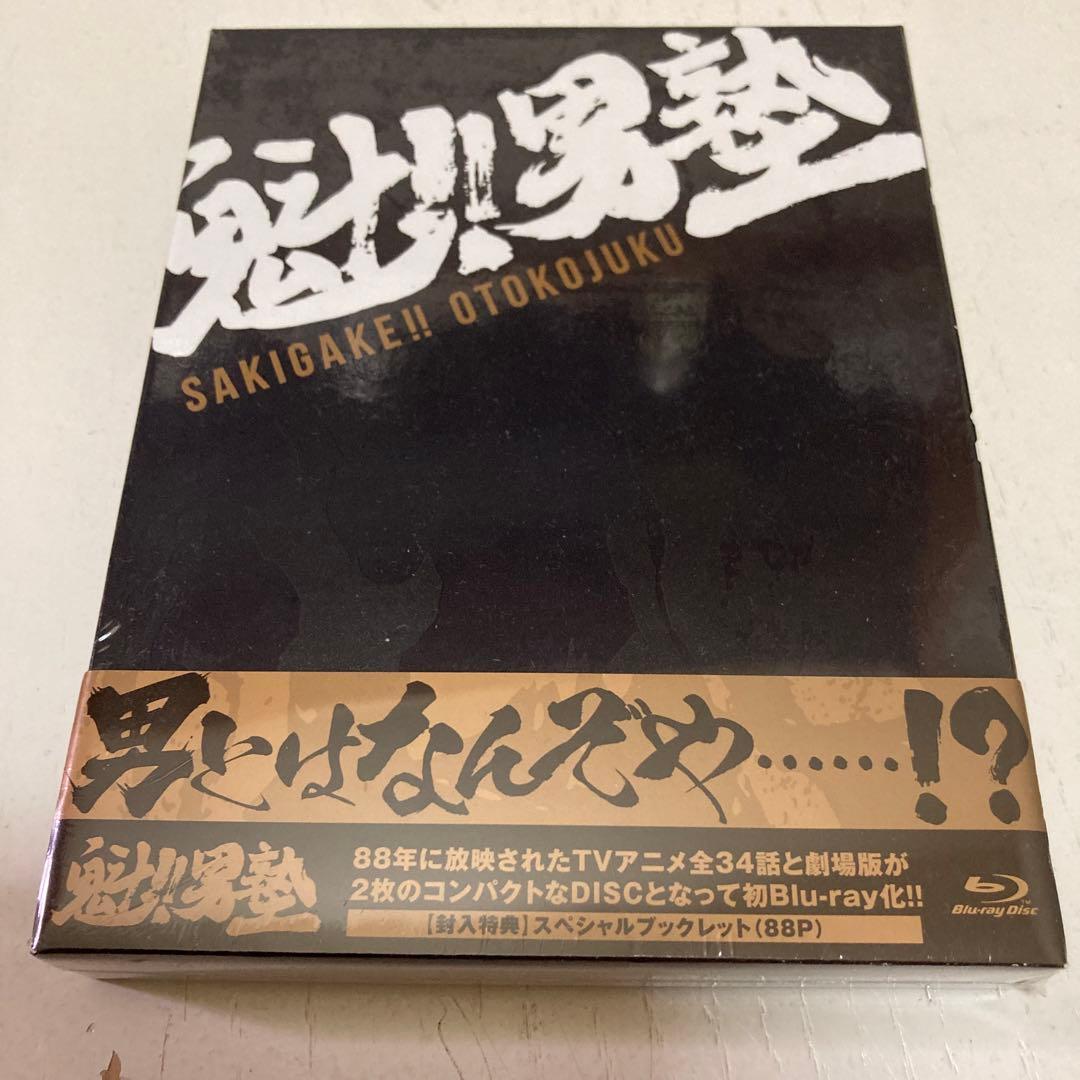 魁!!男塾
SAKIGAKE!! OTOKOJUKU
男とはなんぞや……!?
魁!!男塾
88年に放映されたTVアニメ全34話と劇場版が
2枚のコンパクトなDISCとなって初Blu-ray化!!
【封入特典】スペシャルブックレット(88P)
Blu-ray Disc
TM